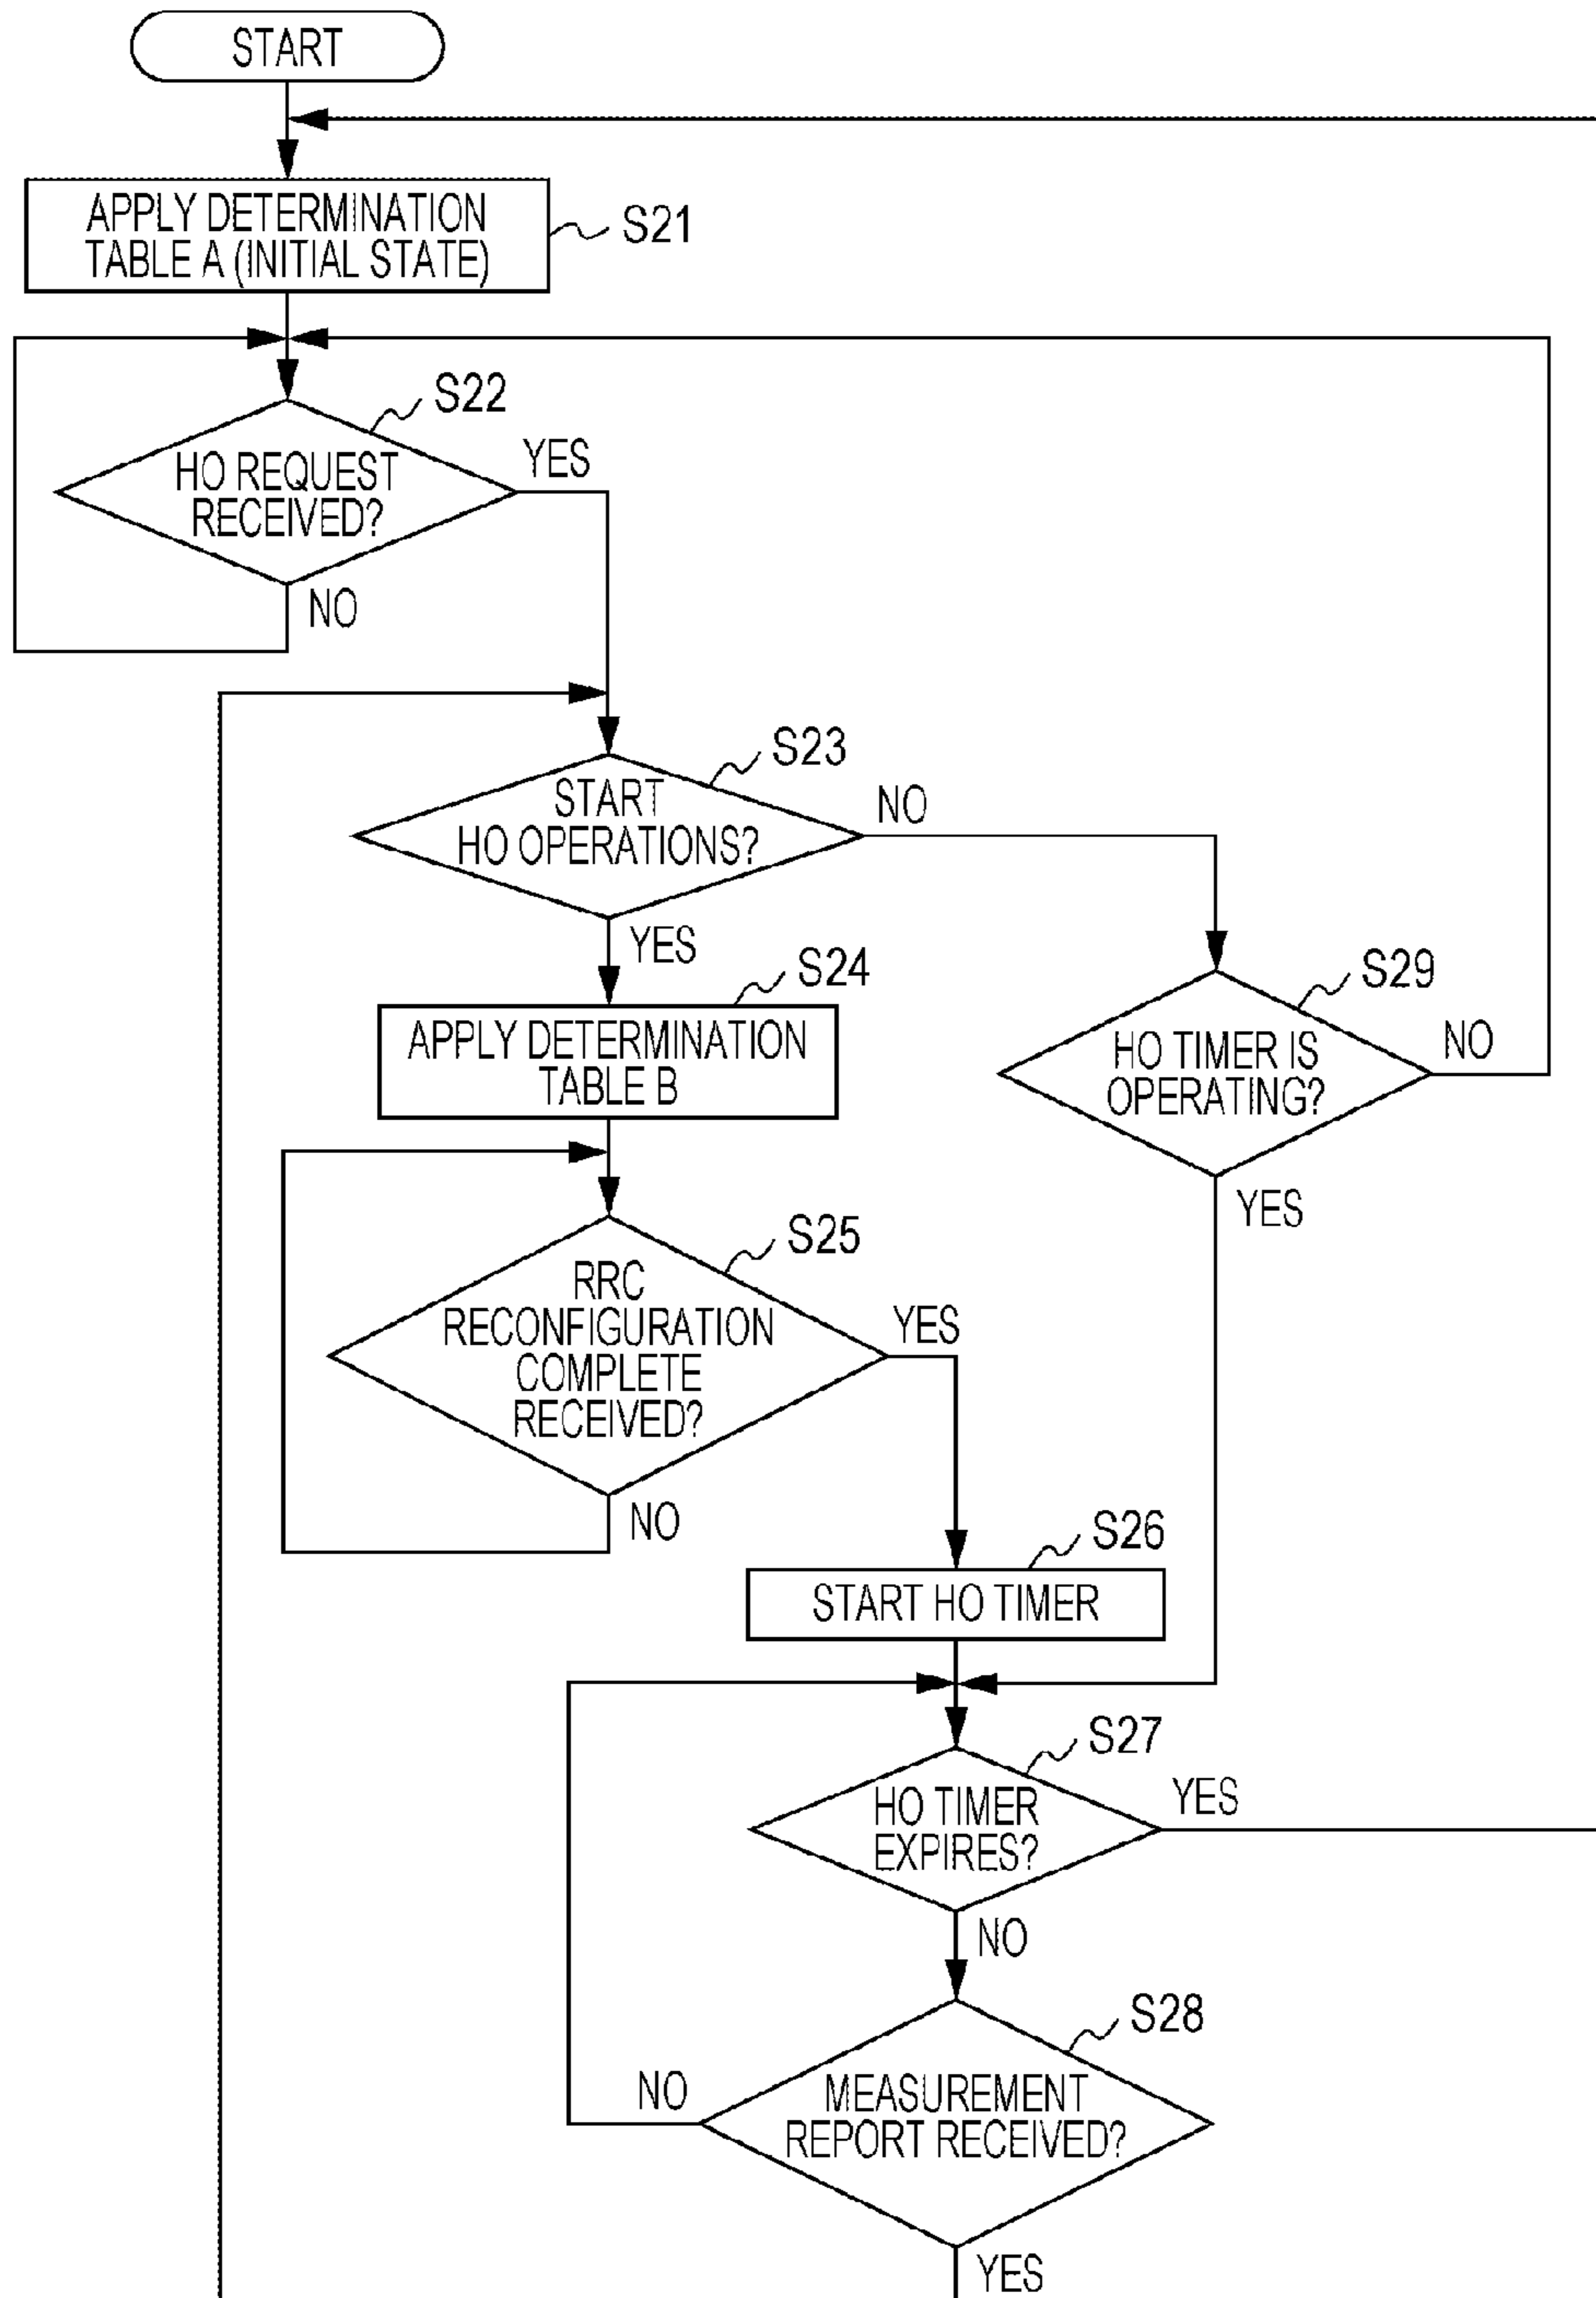 START
APPLY DETERMINATION
TABLE A (INITIAL STATE)
S21
S22
HO REQUEST
RECEIVED?
YES
NO
S23
START
HO OPERATIONS?
NO
YES
S24
APPLY DETERMINATION
TABLE B
S29
HO TIMER IS
OPERATING?
NO
YES
S25
RRC
RECONFIGURATION
COMPLETE
RECEIVED?
YES
NO
S26
START HO TIMER
S27
HO TIMER
EXPIRES?
YES
NO
S28
MEASUREMENT
REPORT RECEIVED?
NO
YES